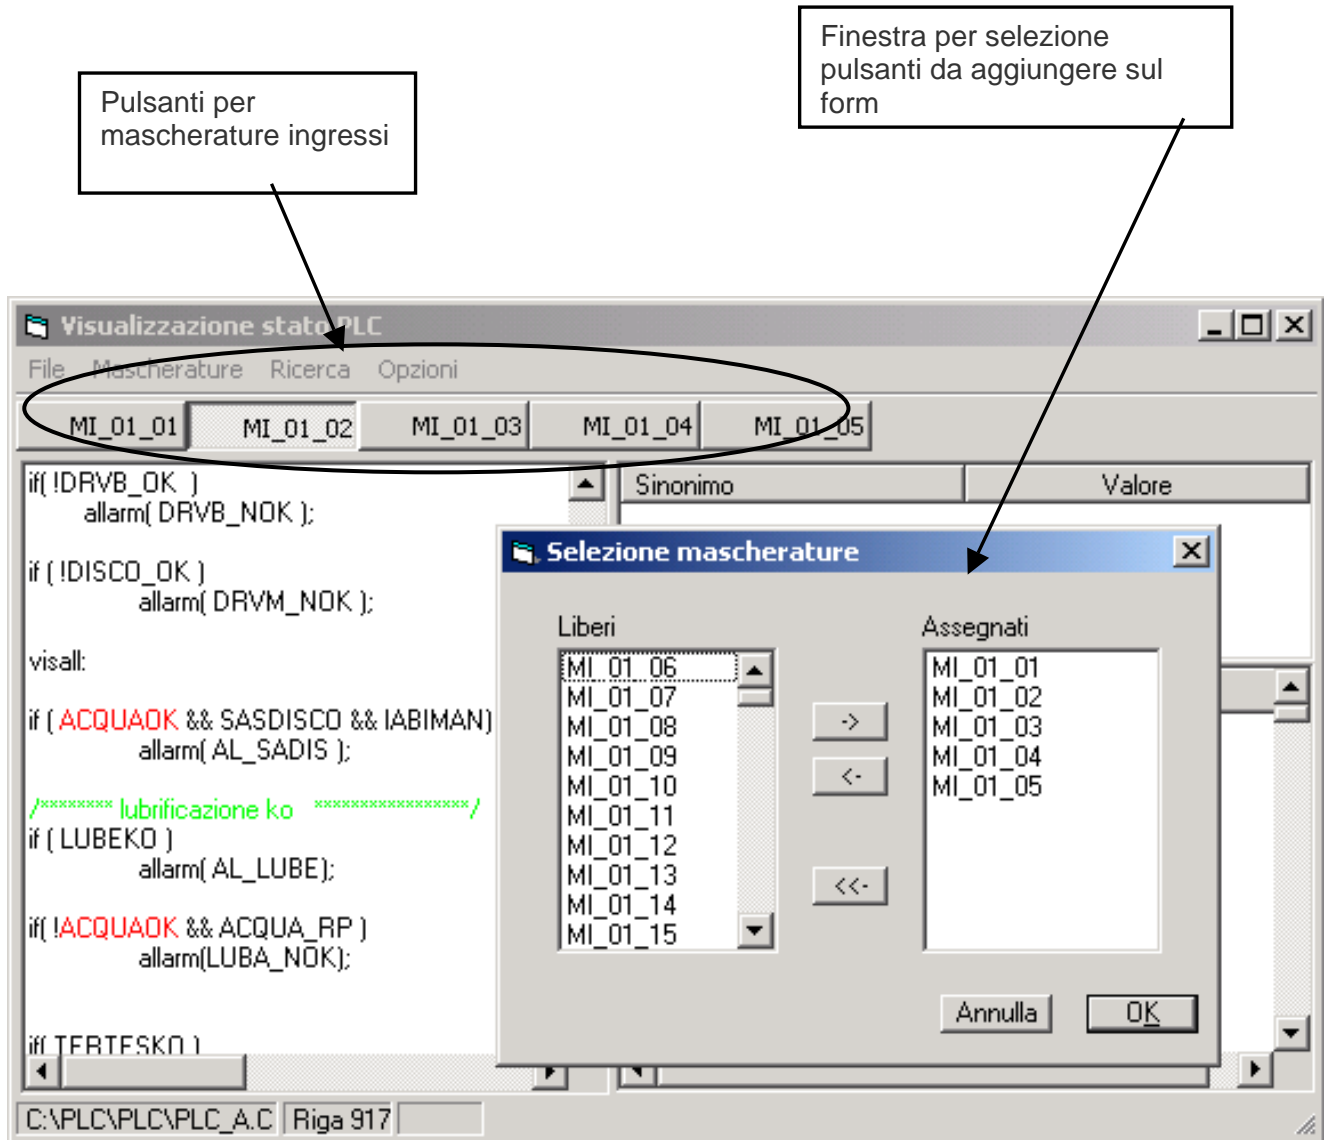 Finestra per selezione
pulsanti da aggiungere sul
form
Pulsanti per
mascherature ingressi
Visualizzazione stato PLC
File Mascherature Ricerca Opzioni
MI_01_01 MI_01_02 MI_01_03 MI_01_04 MI_01_05
if( !DRVB_OK )
allarm( DRVB_NOK );
if ( !DISCO_OK )
allarm( DRVM_NOK );
visall:
if ( ACQUAOK && SASDISCO && IABIMAN)
allarm( AL_SADIS );
/******** lubrificazione ko *****************/
if ( LUBEKO )
allarm( AL_LUBE);
if( !ACQUAOK && ACQUA_RP )
allarm(LUBA_NOK);
if( TERTESKO )
Sinonimo Valore
Selezione mascherature
Liberi
MI_01_06
MI_01_07
MI_01_08
MI_01_09
MI_01_10
MI_01_11
MI_01_12
MI_01_13
MI_01_14
MI_01_15
->
<-
<<-
Assegnati
MI_01_01
MI_01_02
MI_01_03
MI_01_04
MI_01_05
Annulla OK
C:\PLC\PLC\PLC_A.C Riga 917